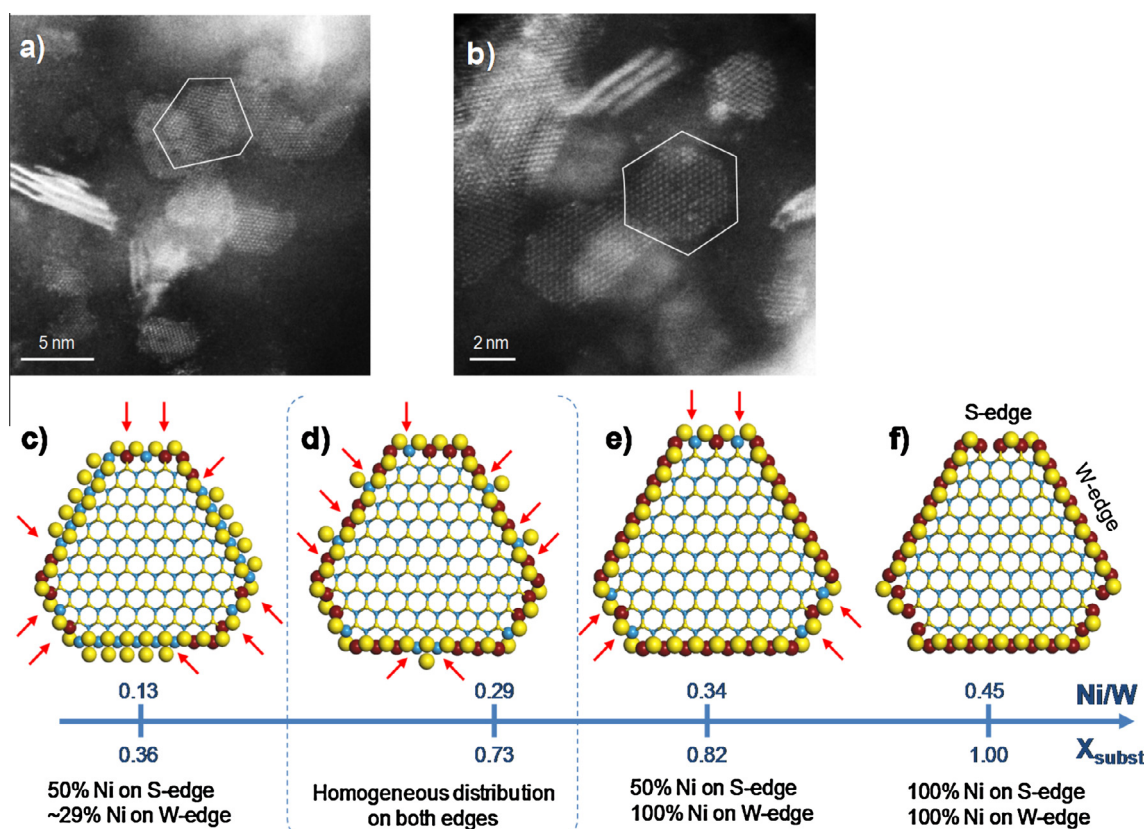 a)
5 nm
b)
2 nm
c)
d)
e)
f)
S-edge
W-edge
0.13
0.29
0.34
0.45
Ni/W
0.36
0.73
0.82
1.00
Xsubst
50% Ni on S-edge
~29% Ni on W-edge
Homogeneous distribution
on both edges
50% Ni on S-edge
100% Ni on W-edge
100% Ni on S-edge
100% Ni on W-edge